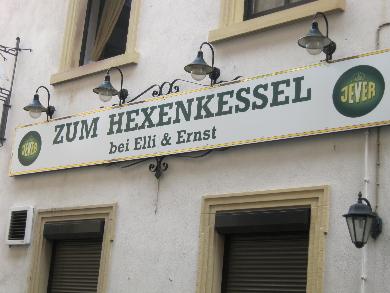 JEVER
ZUM HEXENKESSEL
bei Elli & Ernst
JEVER